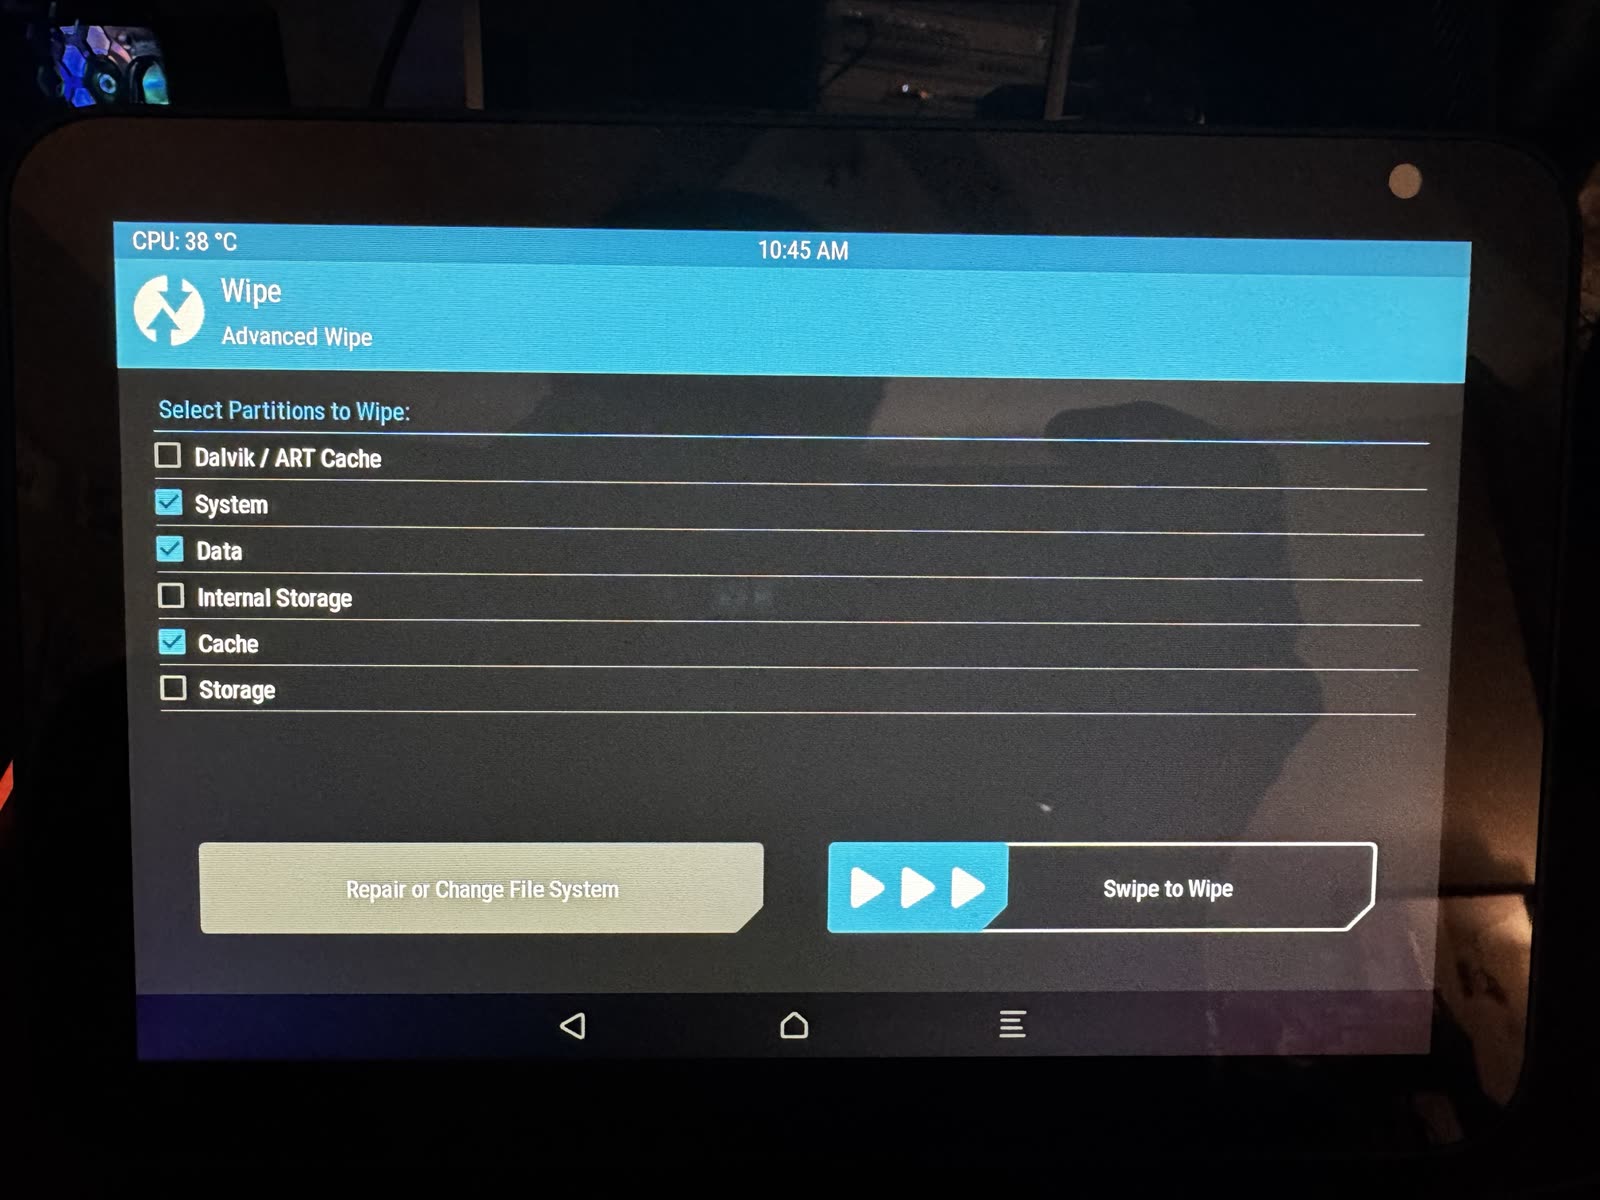 CPU: 38 °C
10:45 AM
Wipe
Advanced Wipe
Select Partitions to Wipe:
Dalvik / ART Cache
System
Data
Internal Storage
Cache
Storage
Repair or Change File System
Swipe to Wipe